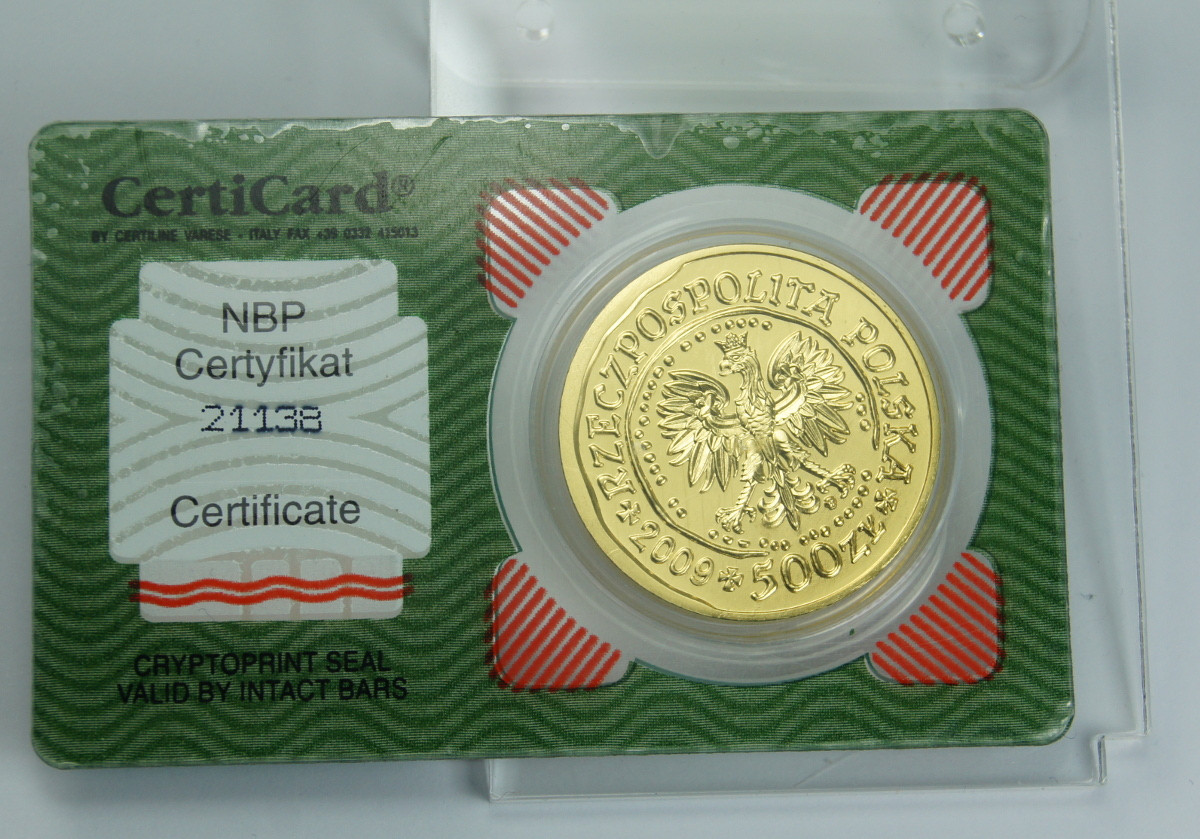 CertiCard®
BY CERTILINE VARESE - ITALY FAX +39 0332 415013
NBP
Certyfikat
21138
Certificate
CRYPTOPRINT SEAL
VALID BY INTACT BARS
RZECZPOSPOLITA POLSKA
2009 500 ZŁ